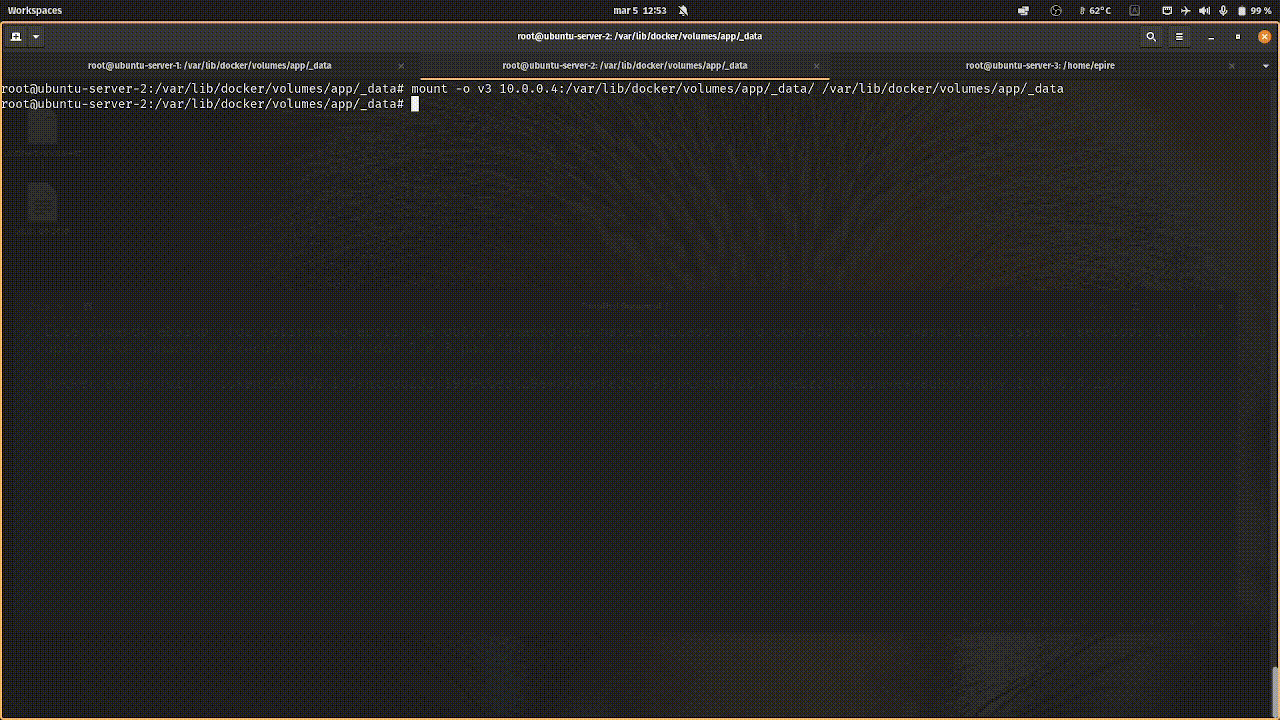 Workspaces
mar 5 12:53
62°C
99 %
root@ubuntu-server-2: /var/lib/docker/volumes/app/_data
root@ubuntu-server-1: /var/lib/docker/volumes/app/_data
root@ubuntu-server-2: /var/lib/docker/volumes/app/_data
root@ubuntu-server-3: /home/epire
root@ubuntu-server-2:/var/lib/docker/volumes/app/_data# mount -o v3 10.0.0.4:/var/lib/docker/volumes/app/_data/ /var/lib/docker/volumes/app/_data
root@ubuntu-server-2:/var/lib/docker/volumes/app/_data#